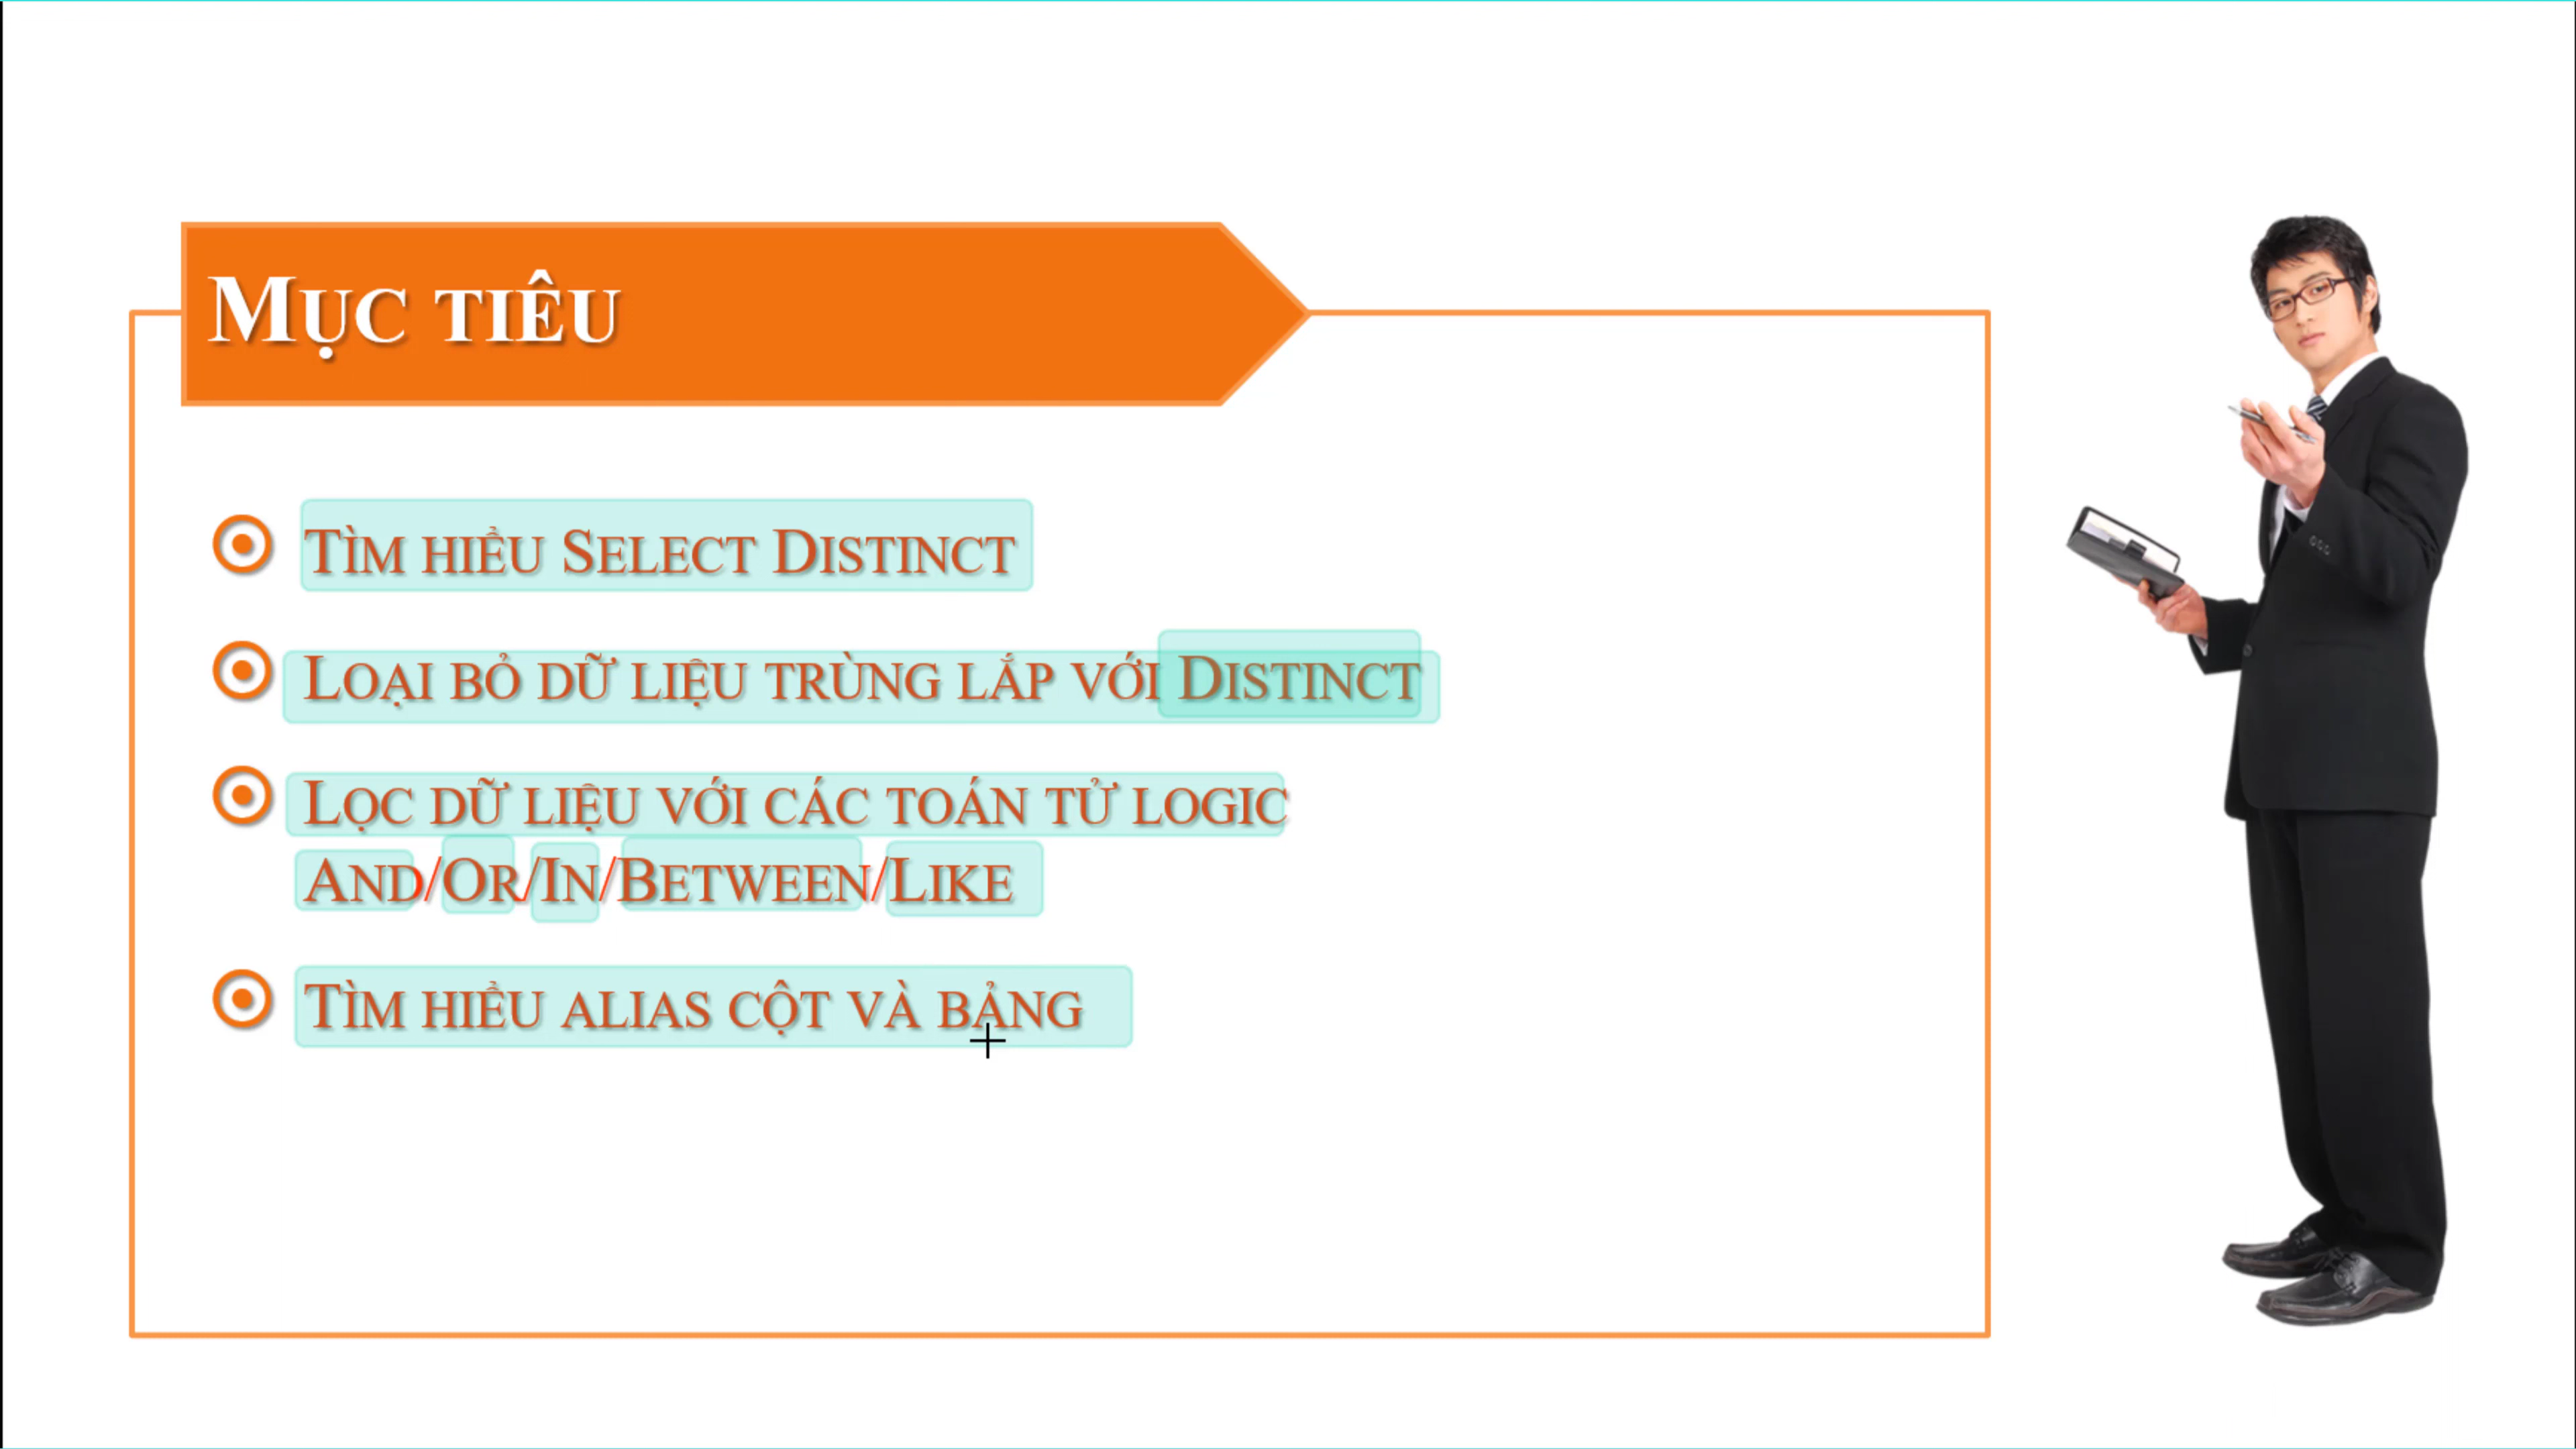 MỤC TIÊU
TÌM HIỂU SELECT DISTINCT
LOẠI BỎ DỮ LIỆU TRÙNG LẮP VỚI DISTINCT
LỌC DỮ LIỆU VỚI CÁC TOÁN TỬ LOGIC
AND/OR/IN/BETWEEN/LIKE
TÌM HIỂU ALIAS CỘT VÀ BẢNG